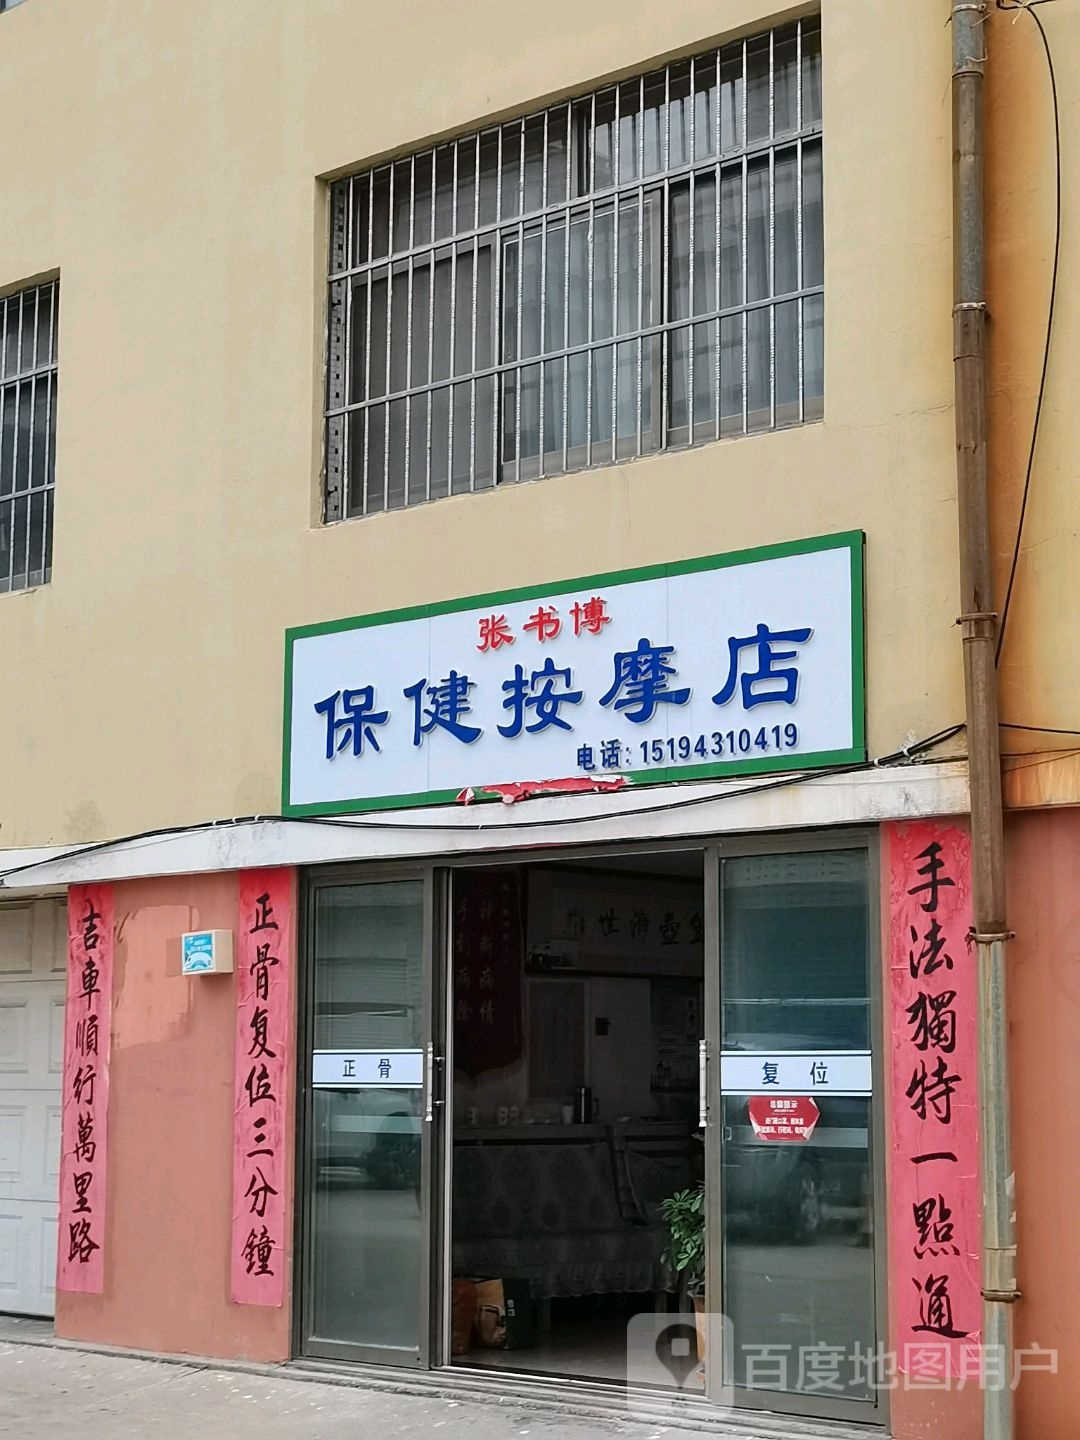 张书博
保健按摩店
电话: 15194310419
手法獨特一點通
正骨复位三分鐘
吉車順行萬里路
正骨
复位
百度地图用户